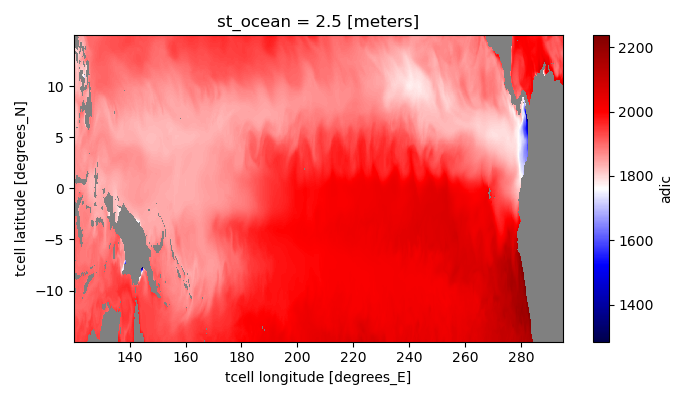 st_ocean = 2.5 [meters]
10
5
0
−5
−10
tcell latitude [degrees_N]
140 160 180 200 220 240 260 280
tcell longitude [degrees_E]
2200
2000
1800
1600
1400
adic